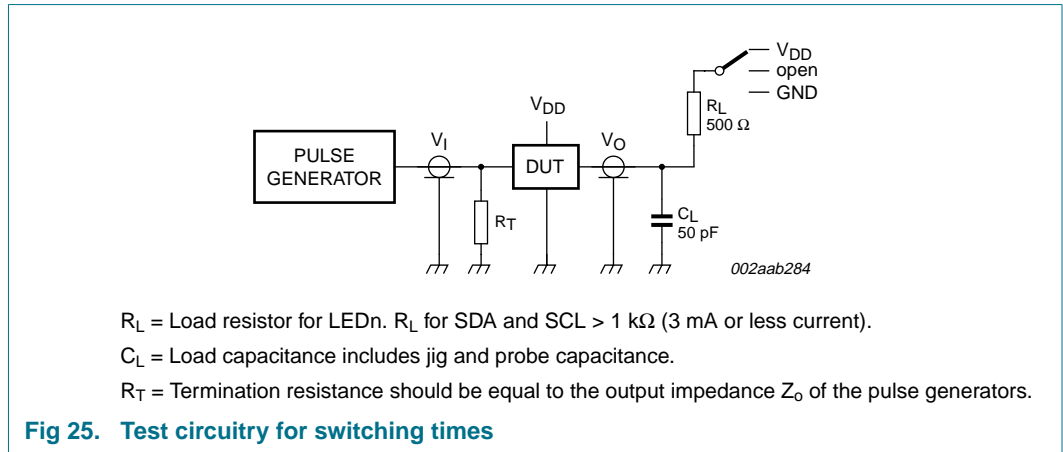 V_DD
open
GND
R_L
500 Ω
V_DD
V_I
V_O
PULSE
GENERATOR
DUT
R_T
C_L
50 pF
002aab284
R_L = Load resistor for LEDn. R_L for SDA and SCL > 1 kΩ (3 mA or less current).
C_L = Load capacitance includes jig and probe capacitance.
R_T = Termination resistance should be equal to the output impedance Z_o of the pulse generators.
Fig 25. Test circuitry for switching times